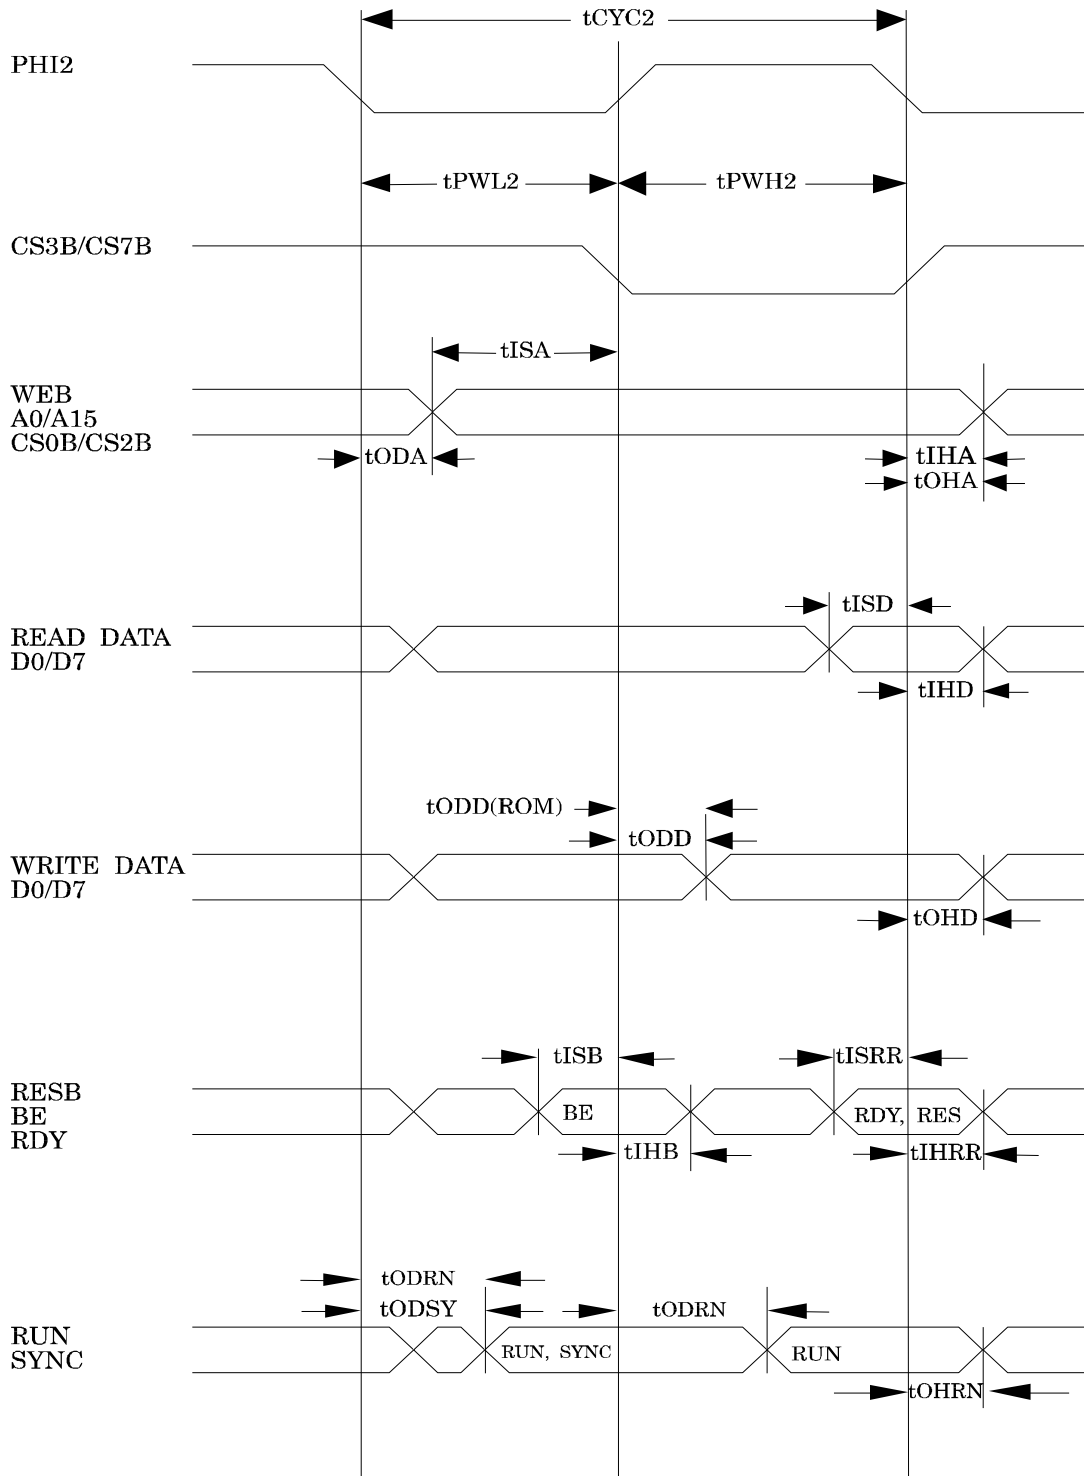 tCYC2
PHI2
tPWL2
tPWH2
CS3B/CS7B
tISA
WEB
A0/A15
CS0B/CS2B
tODA
tIHA
tOHA
tISD
READ DATA
D0/D7
tIHD
tODD(ROM)
tODD
WRITE DATA
D0/D7
tOHD
tISB
tISRR
RESB
BE
RDY
BE
RDY, RES
tIHB
tIHRR
tODRN
tODSY
tODRN
RUN
SYNC
RUN, SYNC
RUN
tOHRN